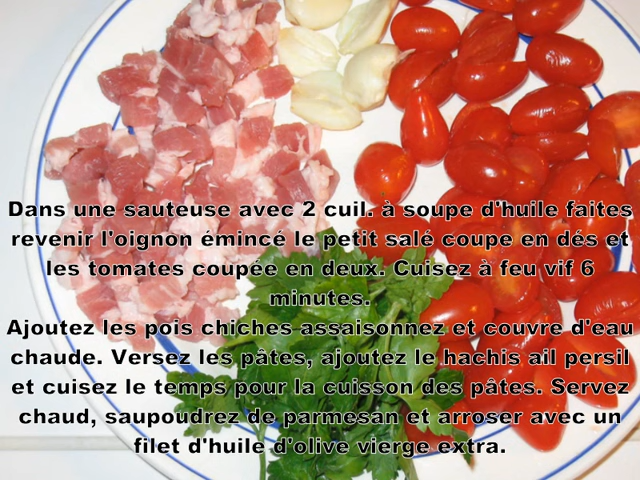 Dans une sauteuse avec 2 cuil. à soupe d'huile faites
revenir l'oignon émincé le petit salé coupe en dés et
les tomates coupée en deux. Cuisez à feu vif 6
minutes.
Ajoutez les pois chiches assaisonnez et couvre d'eau
chaude. Versez les pâtes, ajoutez le hachis ail persil
et cuisez le temps pour la cuisson des pâtes. Servez
chaud, saupoudrez de parmesan et arroser avec un
filet d'huile d'olive vierge extra.